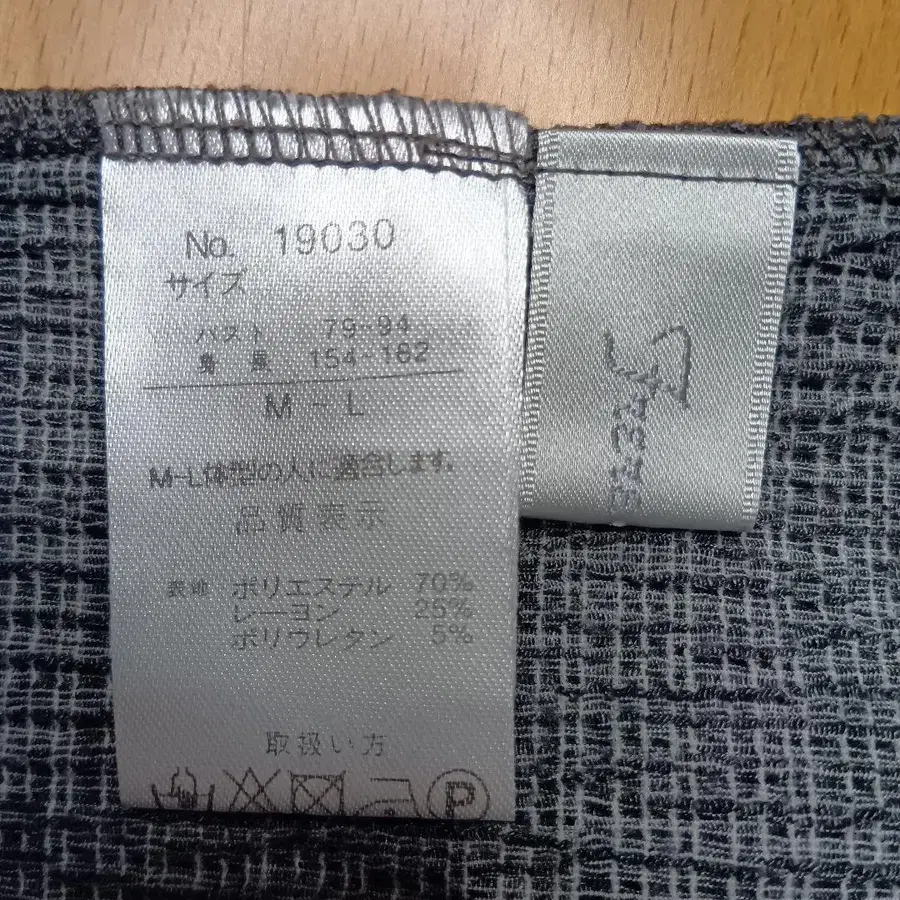 No. 19030
サイズ
バスト 79-94
身長 154-162
M L
M-L体型の人に適合します。
品質表示
表地 ポリエステル 70%
レーヨン 25%
ポリウレタン 5%
取扱い方
P